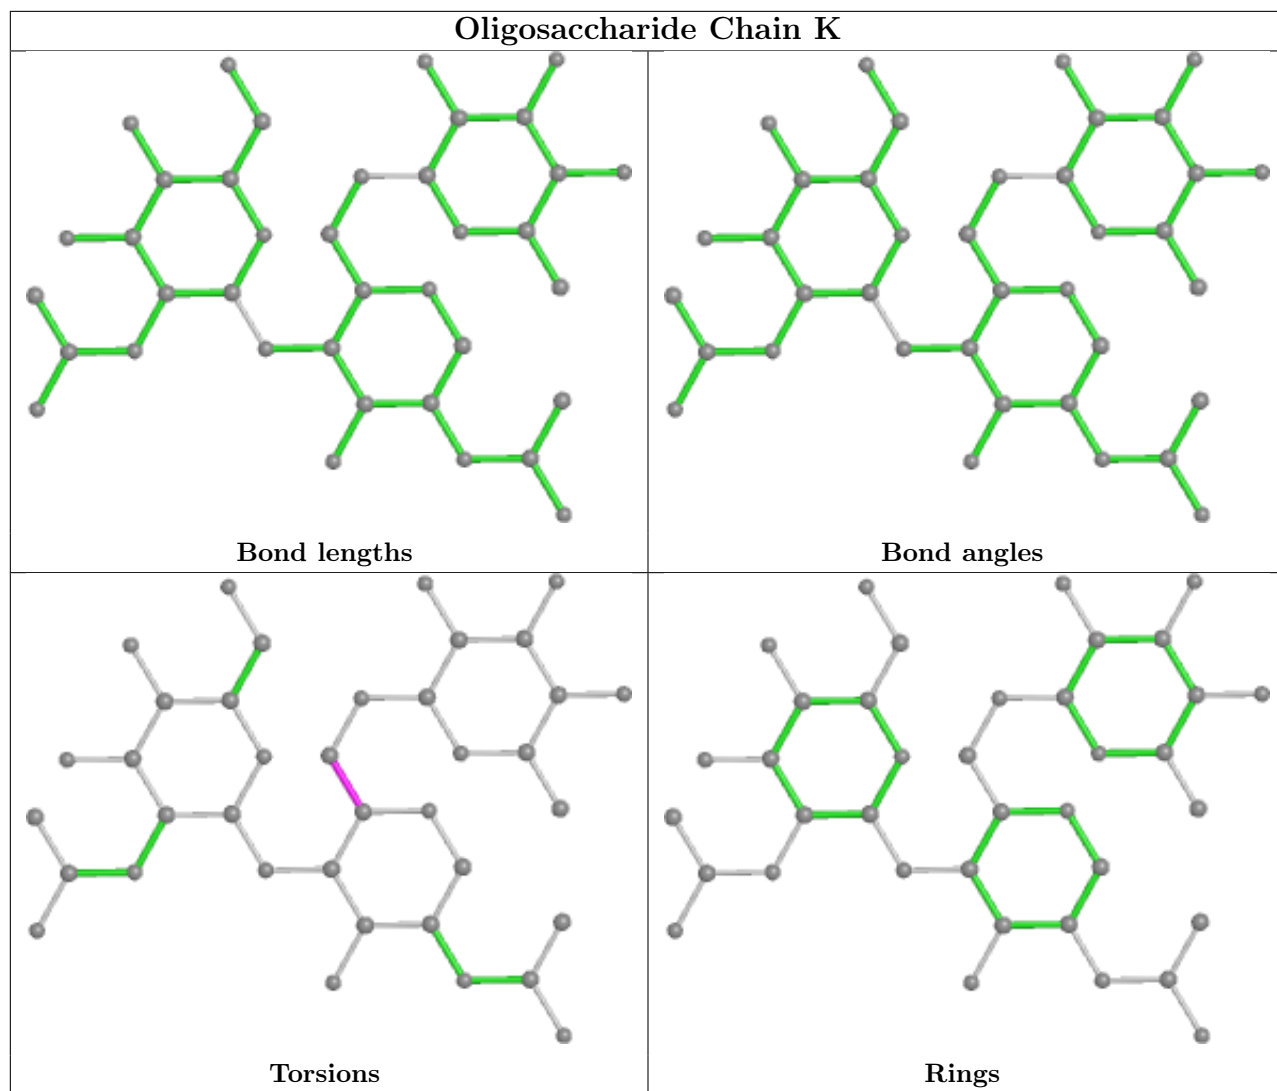 Oligosaccharide Chain K
Bond lengths
Bond angles
Torsions
Rings